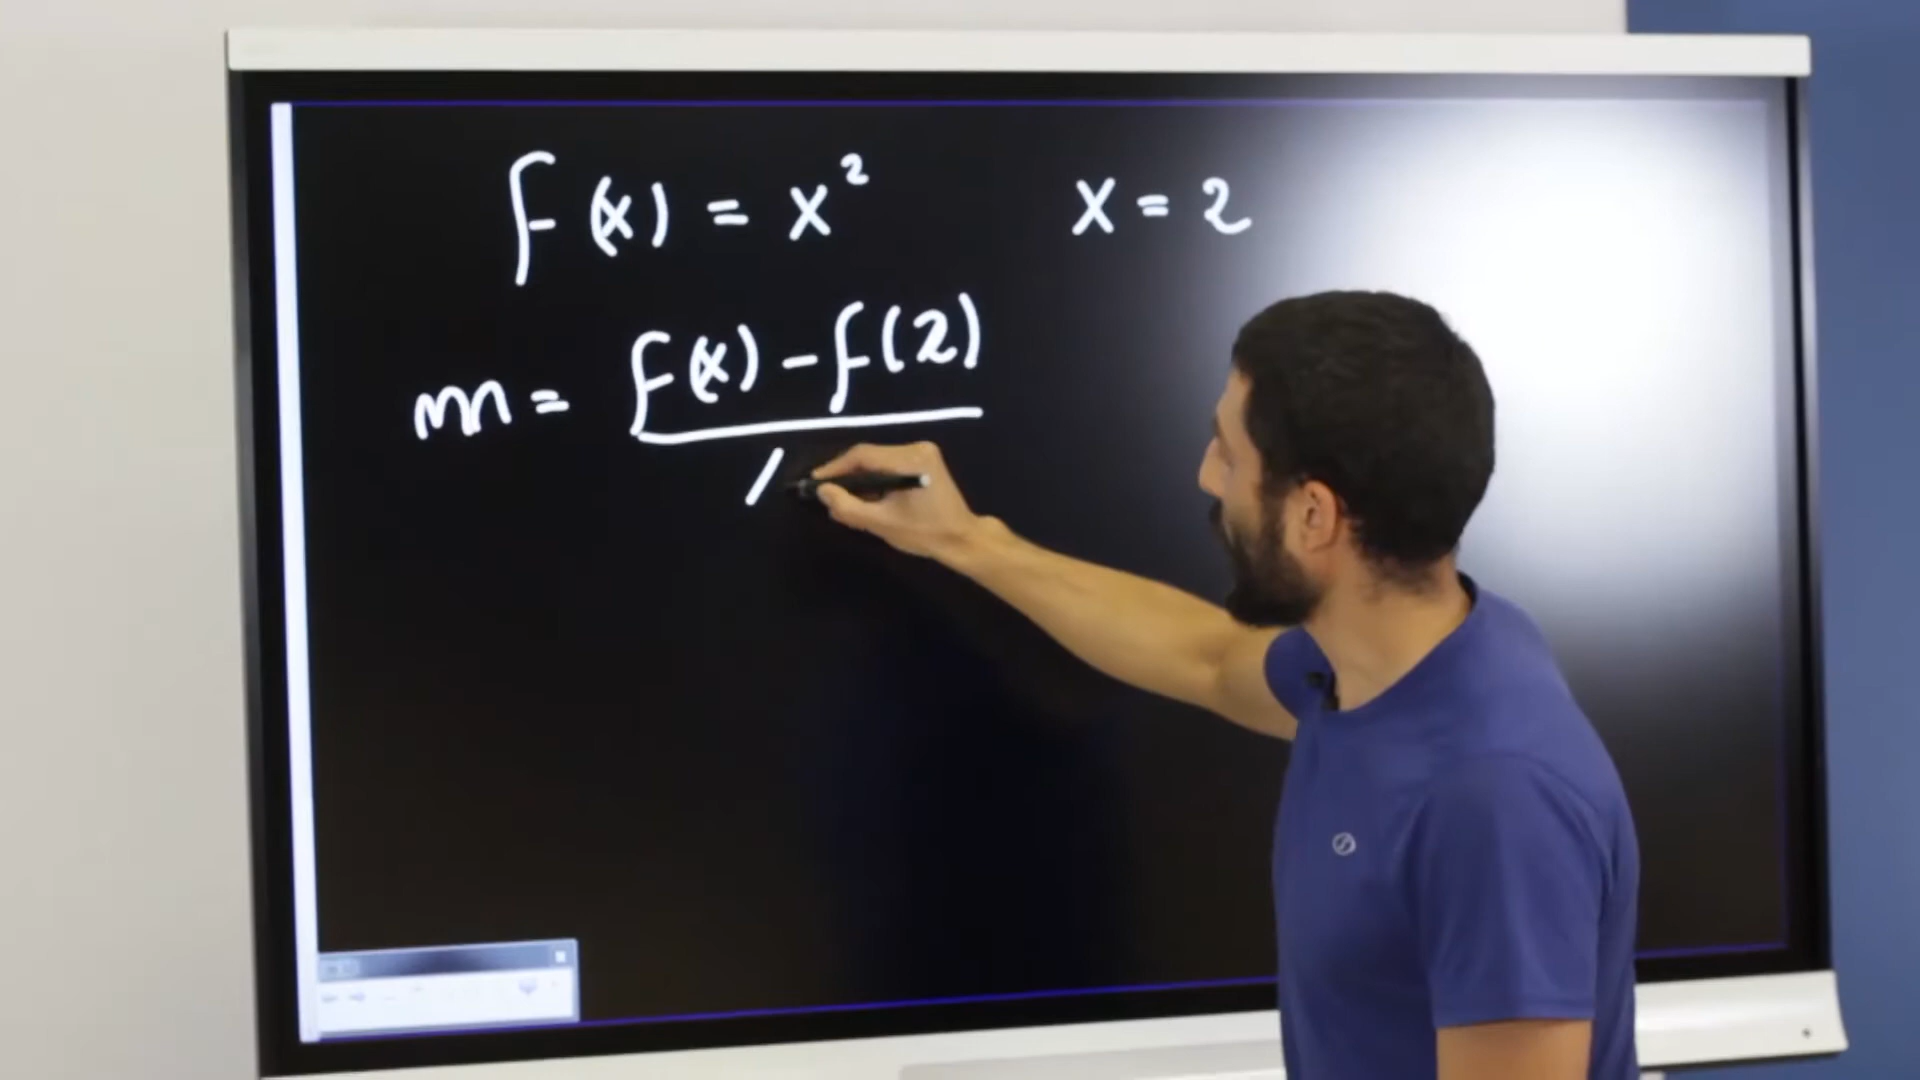 f(x) = x² x = 2
m = f(x) - f(2)
/